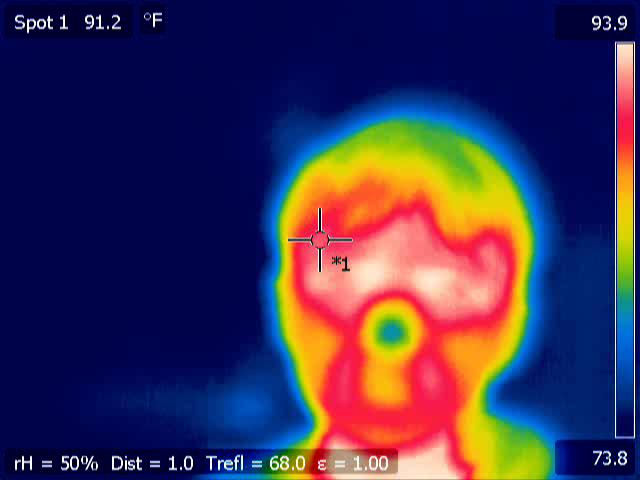 Spot 1 91.2 °F
93.9
*1
73.8
rH = 50% Dist = 1.0 Trefl = 68.0 ε = 1.00